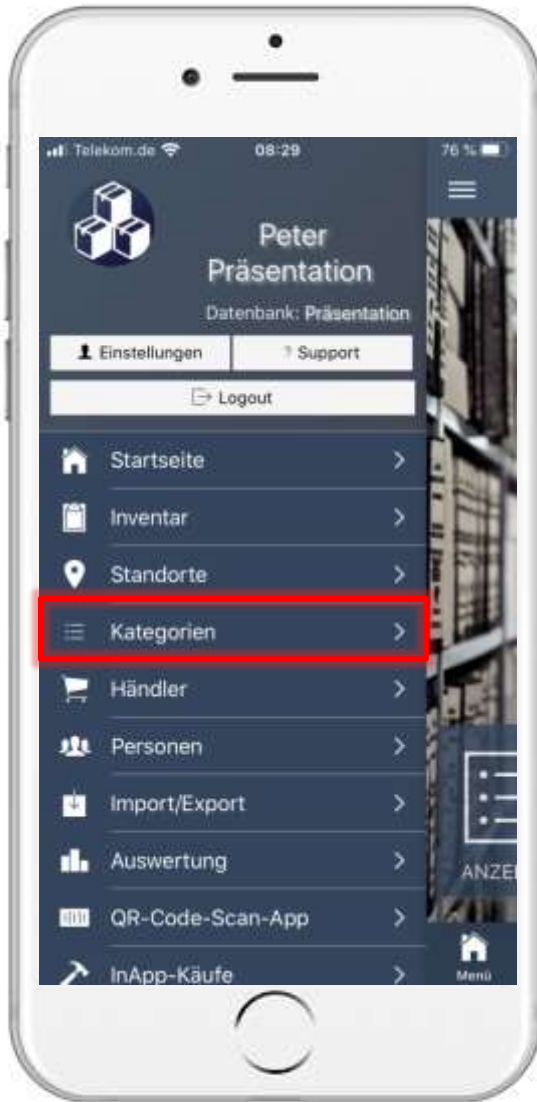 Telekom.de 08:29 76 %
Peter
Präsentation
Datenbank: Präsentation
Einstellungen
? Support
Logout
Startseite
Inventar
Standorte
Kategorien
Händler
Personen
Import/Export
Auswertung
ANZEI
QR-Code-Scan-App
InApp-Käufe
Menü